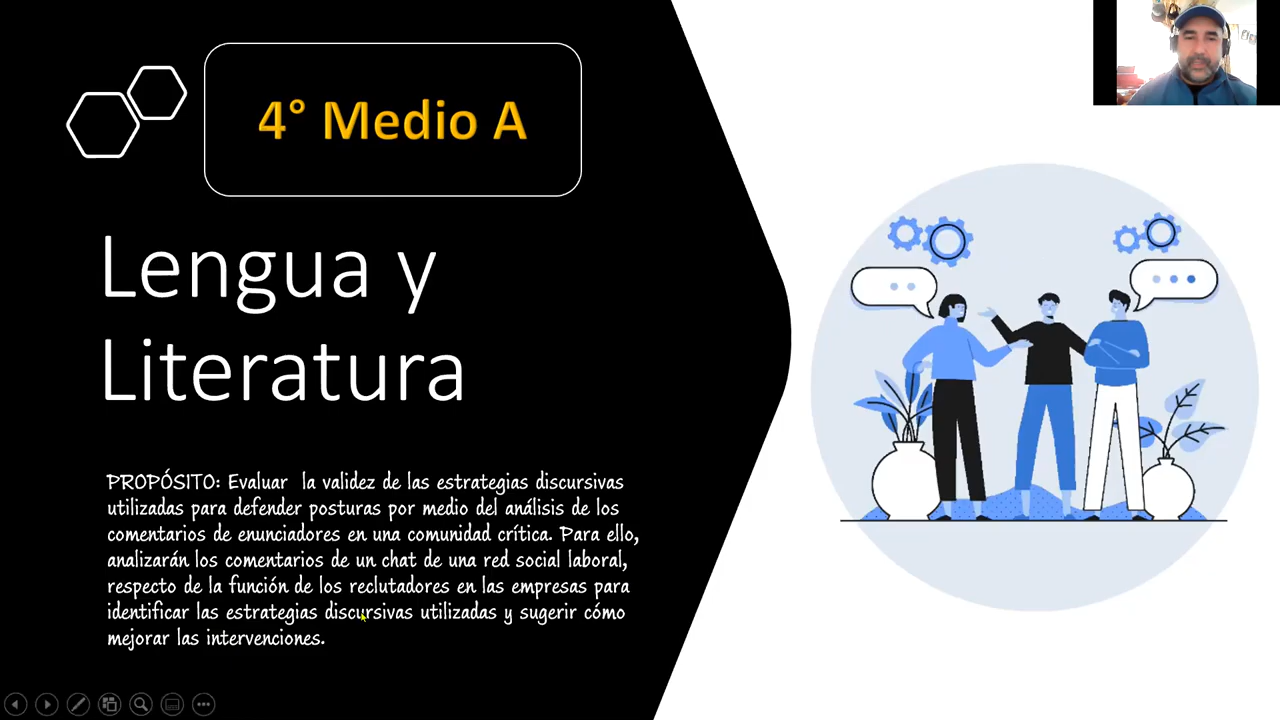 4° Medio A
Lengua y
Literatura
PROPÓSITO: Evaluar la validez de las estrategias discursivas
utilizadas para defender posturas por medio del análisis de los
comentarios de enunciadores en una comunidad crítica. Para ello,
analizarán los comentarios de un chat de una red social laboral,
respecto de la función de los reclutadores en las empresas para
identificar las estrategias discursivas utilizadas y sugerir cómo
mejorar las intervenciones.